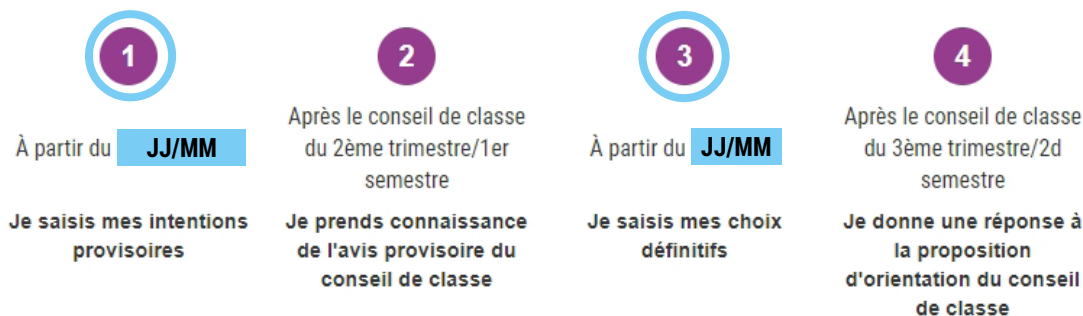 1
À partir du JJ/MM
Je saisis mes intentions
provisoires
2
Après le conseil de classe
du 2ème trimestre/1er
semestre
Je prends connaissance
de l'avis provisoire du
conseil de classe
3
À partir du JJ/MM
Je saisis mes choix
définitifs
4
Après le conseil de classe
du 3ème trimestre/2d
semestre
Je donne une réponse à
la proposition
d'orientation du conseil
de classe